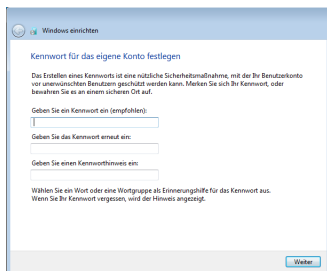 Windows einrichten
Kennwort für das eigene Konto festlegen
Das Erstellen eines Kennworts ist eine nützliche Sicherheitsmaßnahme, mit der Ihr Benutzerkonto
vor unerwünschten Benutzern geschützt werden kann. Merken Sie sich Ihr Kennwort, oder
bewahren Sie es an einem sicheren Ort auf.
Geben Sie ein Kennwort ein (empfohlen):
Geben Sie das Kennwort erneut ein:
Geben Sie einen Kennworthinweis ein:
Wählen Sie ein Wort oder eine Wortgruppe als Erinnerungshilfe für das Kennwort aus.
Wenn Sie Ihr Kennwort vergessen, wird der Hinweis angezeigt.
Weiter